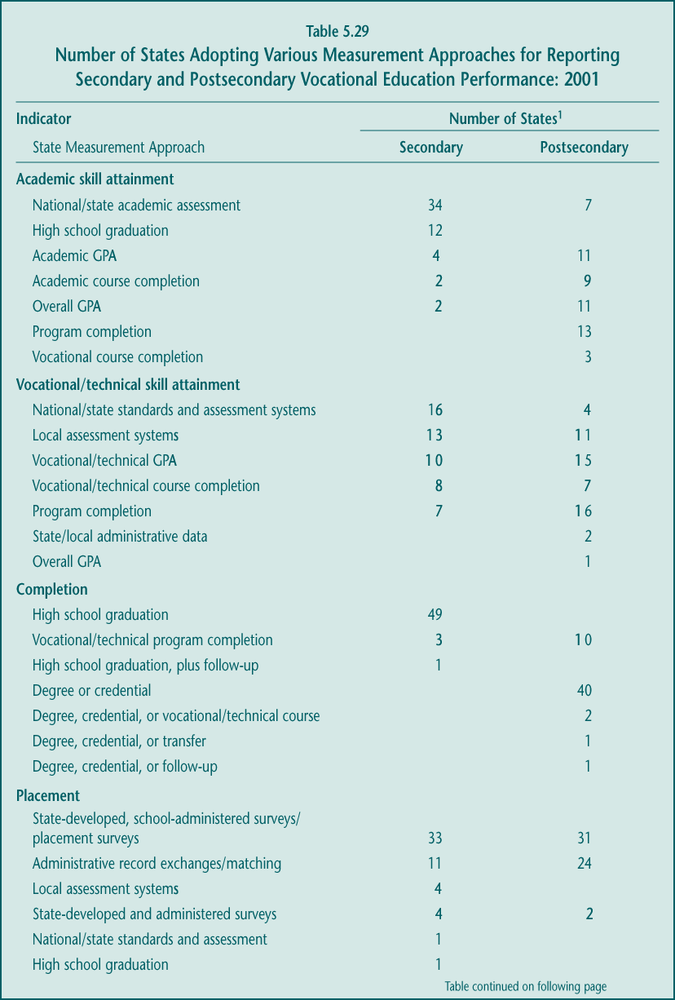 Table 5.29
Number of States Adopting Various Measurement Approaches for Reporting
Secondary and Postsecondary Vocational Education Performance: 2001
Indicator Number of States1
State Measurement Approach Secondary Postsecondary
Academic skill attainment
National/state academic assessment 34 7
High school graduation 12
Academic GPA 4 11
Academic course completion 2 9
Overall GPA 2 11
Program completion 13
Vocational course completion 3
Vocational/technical skill attainment
National/state standards and assessment systems 16 4
Local assessment systems 13 11
Vocational/technical GPA 10 15
Vocational/technical course completion 8 7
Program completion 7 16
State/local administrative data 2
Overall GPA 1
Completion
High school graduation 49
Vocational/technical program completion 3 10
High school graduation, plus follow-up 1
Degree or credential 40
Degree, credential, or vocational/technical course 2
Degree, credential, or transfer 1
Degree, credential, or follow-up 1
Placement
State-developed, school-administered surveys/
placement surveys 33 31
Administrative record exchanges/matching 11 24
Local assessment systems 4
State-developed and administered surveys 4 2
National/state standards and assessment 1
High school graduation 1
Table continued on following page